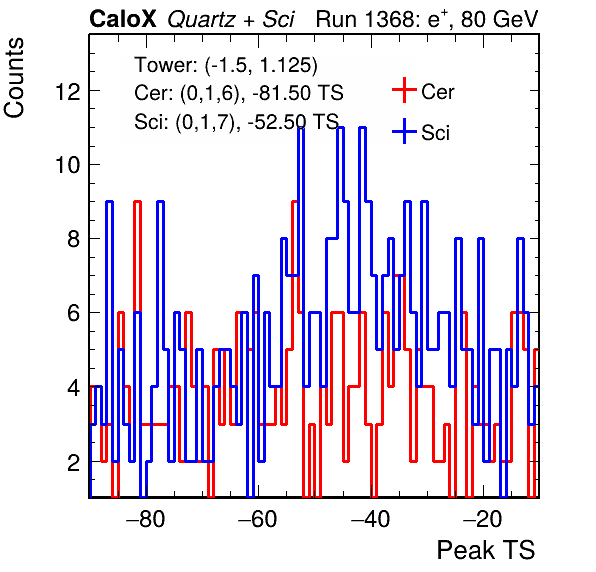 CaloX Quartz + Sci Run 1368: e⁺, 80 GeV
Counts
Tower: (-1.5, 1.125)
Cer: (0,1,6), -81.50 TS
Sci: (0,1,7), -52.50 TS
Cer
Sci
12
10
8
6
4
2
−80 −60 −40 −20
Peak TS